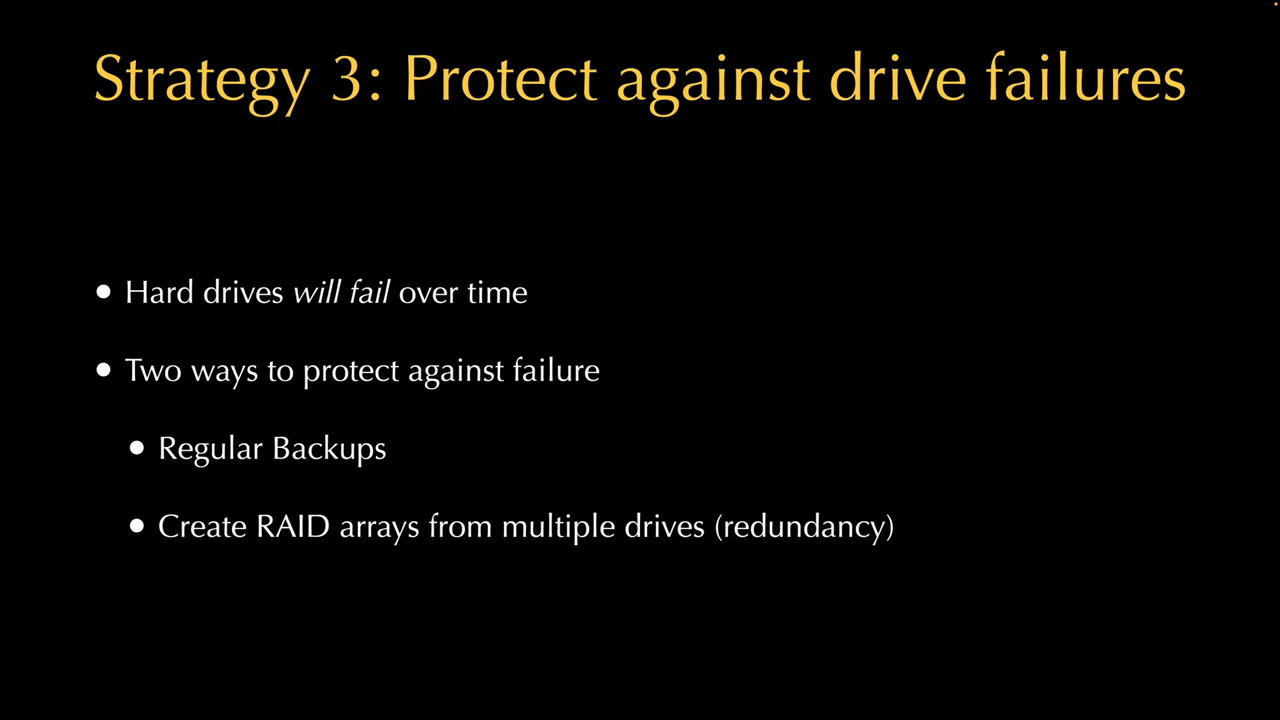 Strategy 3: Protect against drive failures
• Hard drives will fail over time
• Two ways to protect against failure
• Regular Backups
• Create RAID arrays from multiple drives (redundancy)